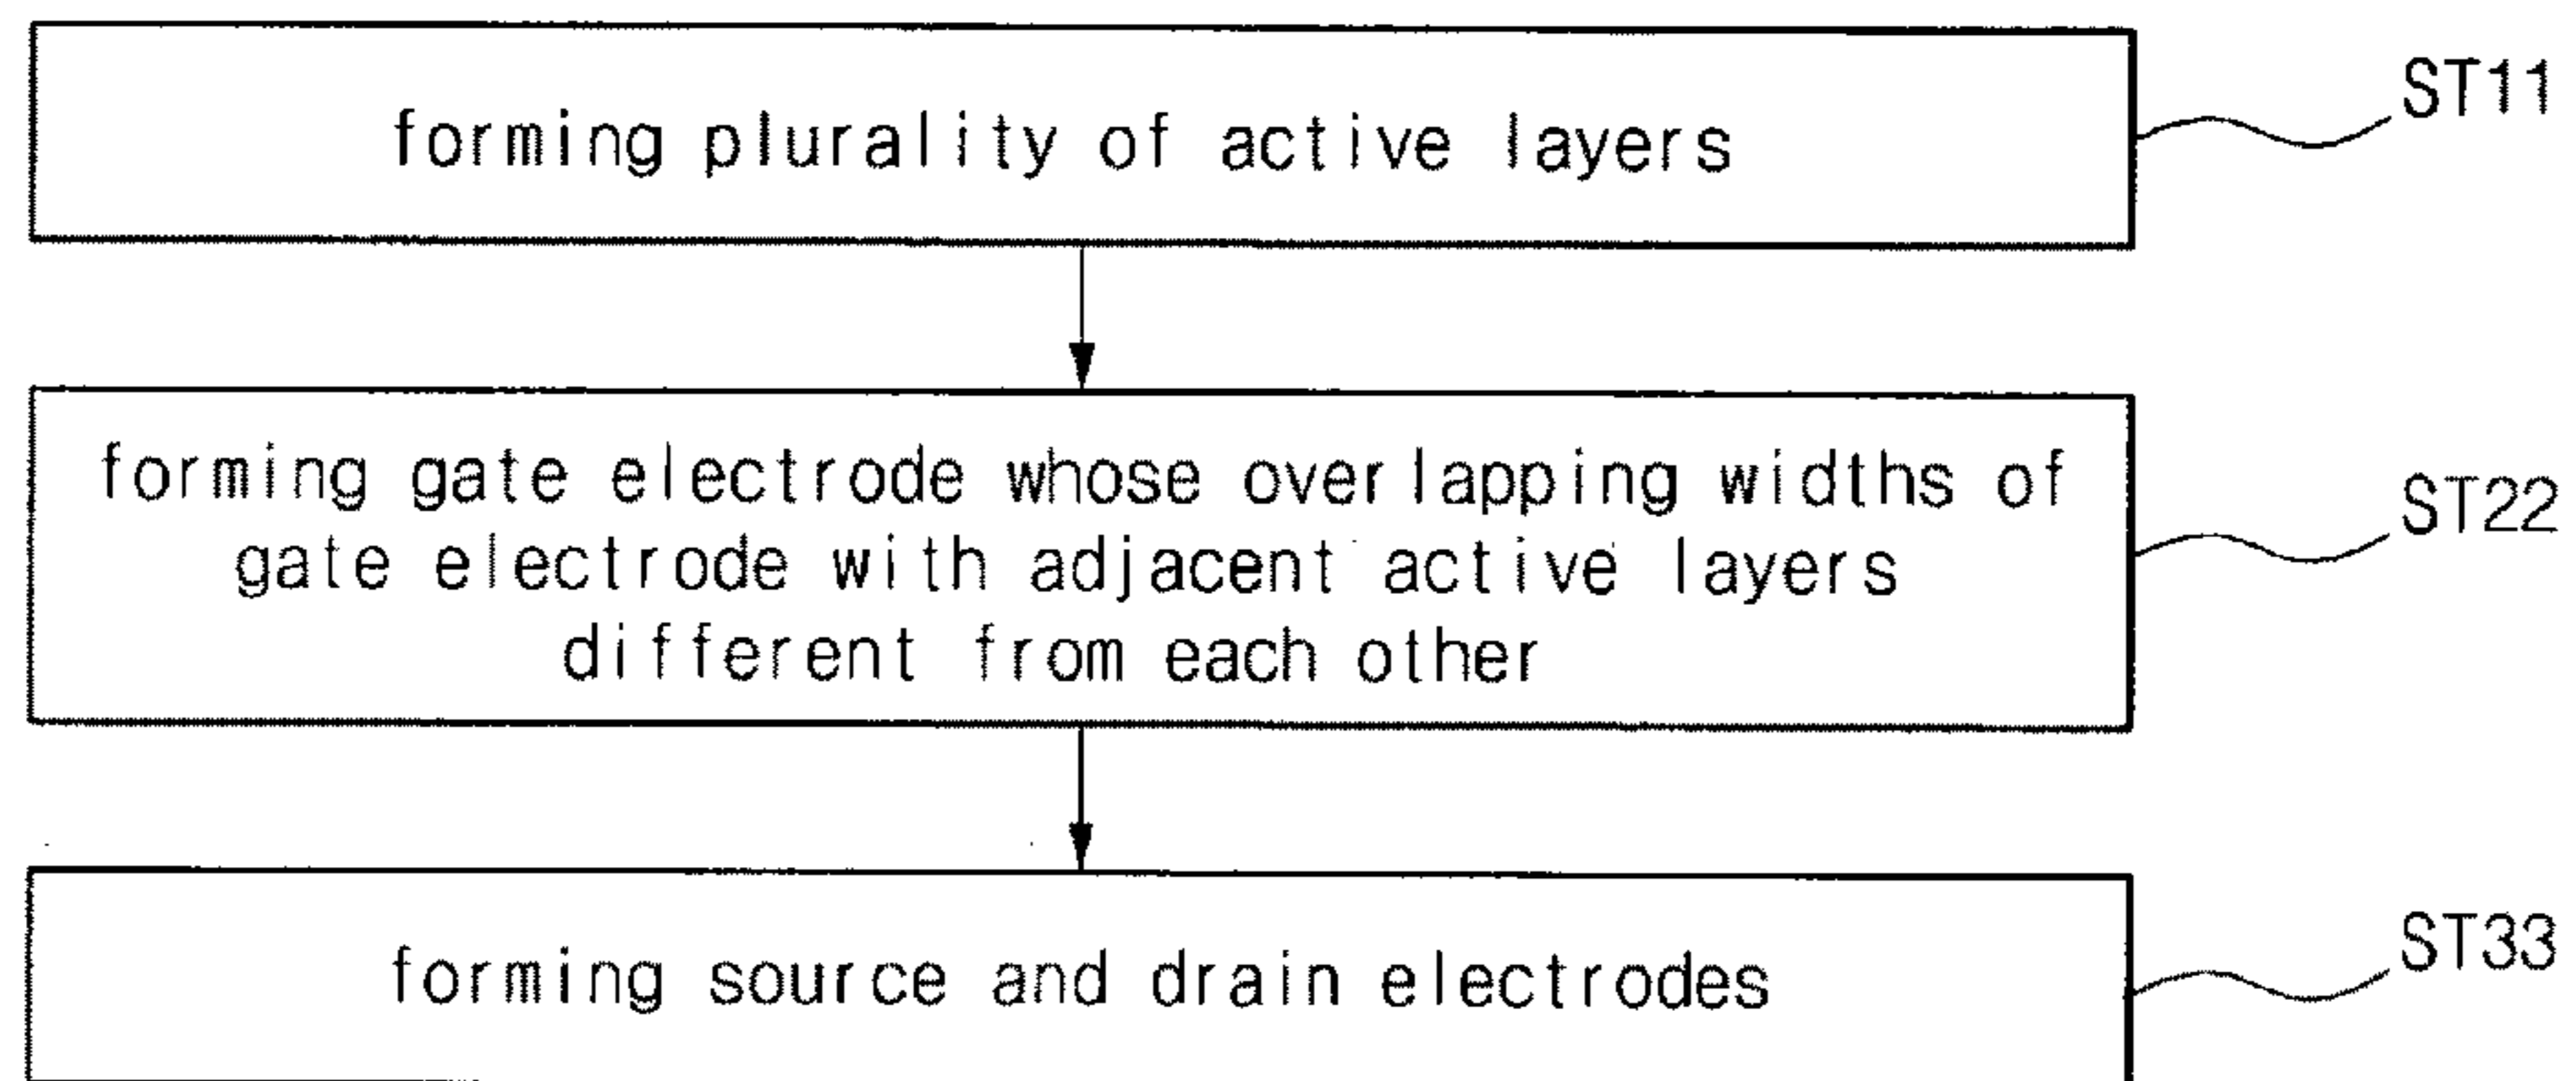 forming plurality of active layers
ST11
forming gate electrode whose overlapping widths of
gate electrode with adjacent active layers
different from each other
ST22
forming source and drain electrodes
ST33